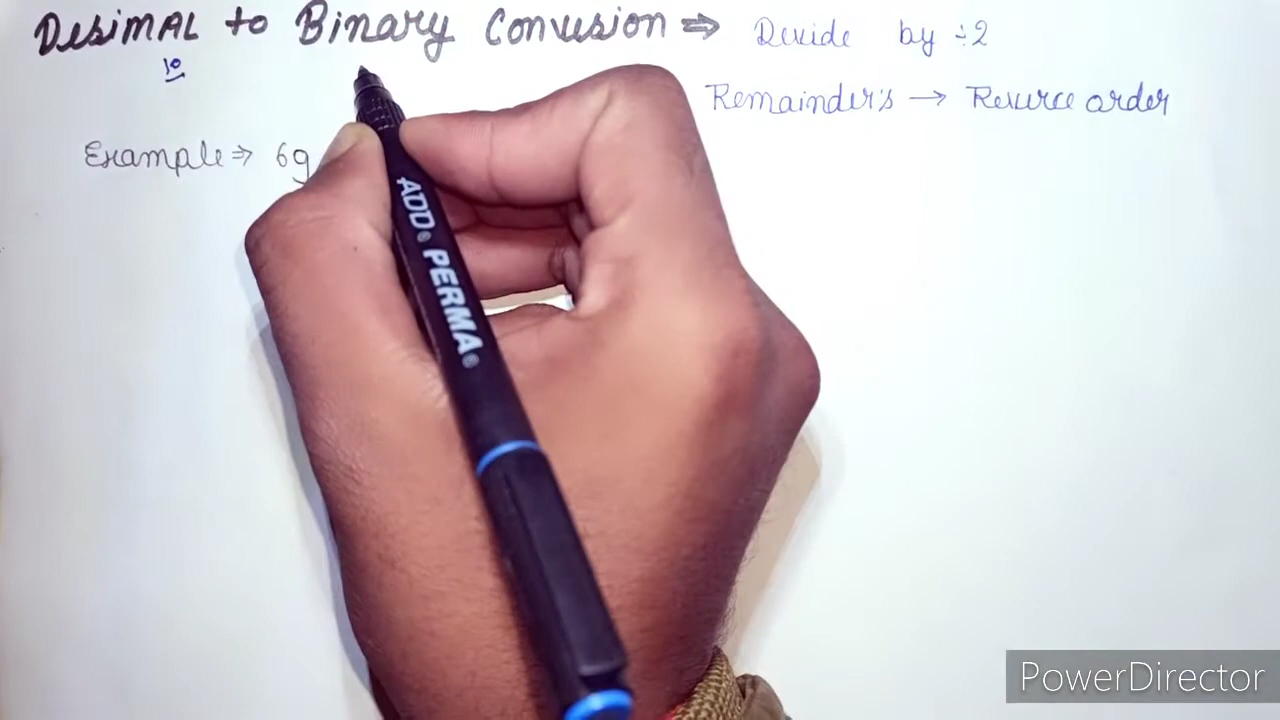 Desimal to Binary Convusion ⇒ Devide by ÷2
10
Remainder's → Reverce order
Example ⇒ 69
ADD PERMA
PowerDirector